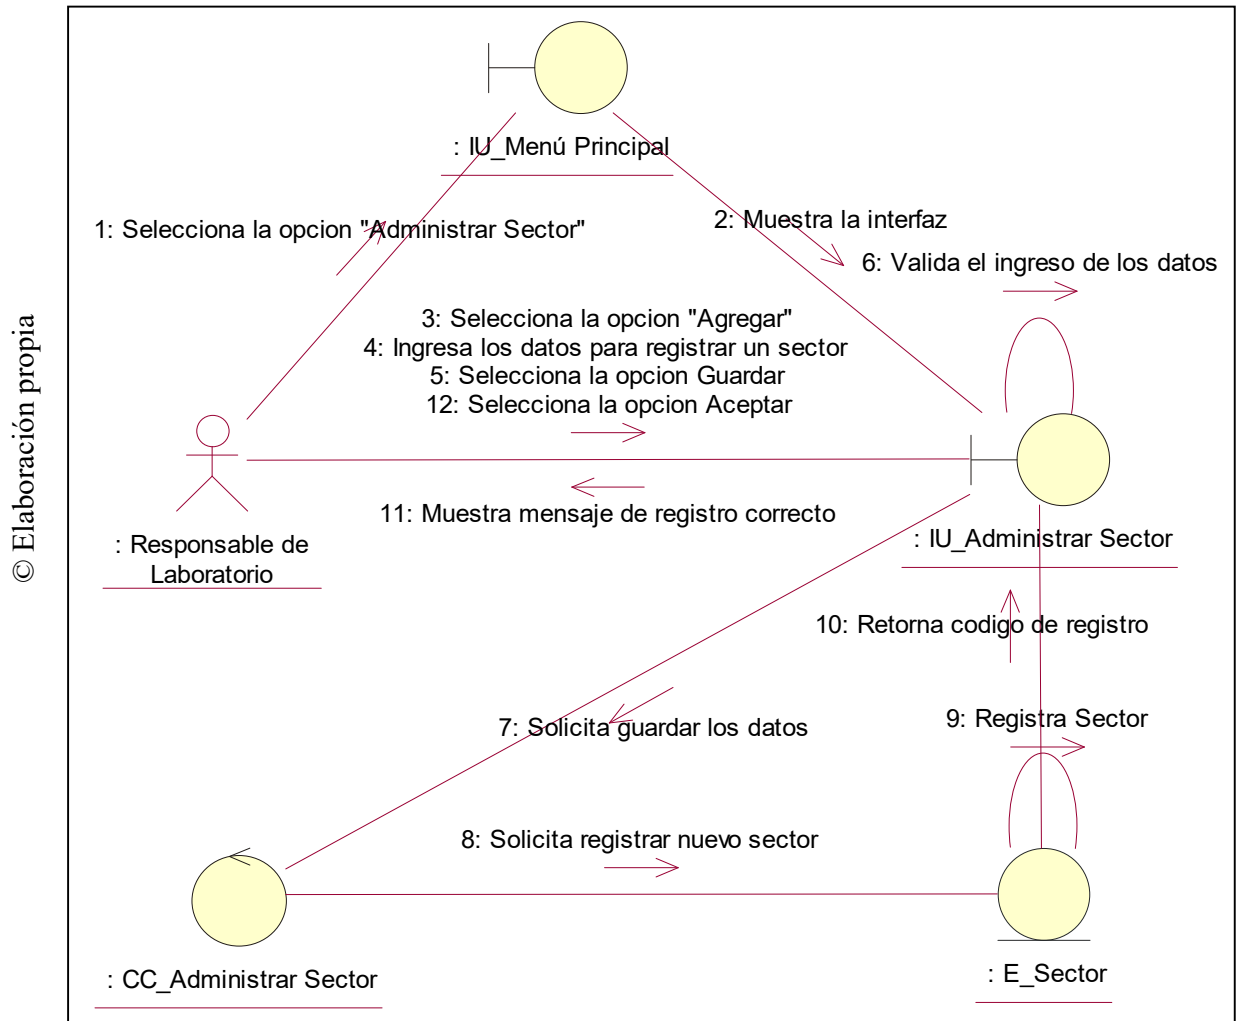 © Elaboración propia
: IU_Menú Principal
1: Selecciona la opcion "Administrar Sector"
2: Muestra la interfaz
6: Valida el ingreso de los datos
3: Selecciona la opcion "Agregar"
4: Ingresa los datos para registrar un sector
5: Selecciona la opcion Guardar
12: Selecciona la opcion Aceptar
11: Muestra mensaje de registro correcto
: Responsable de
Laboratorio
: IU_Administrar Sector
10: Retorna codigo de registro
7: Solicita guardar los datos
9: Registra Sector
8: Solicita registrar nuevo sector
: CC_Administrar Sector
: E_Sector